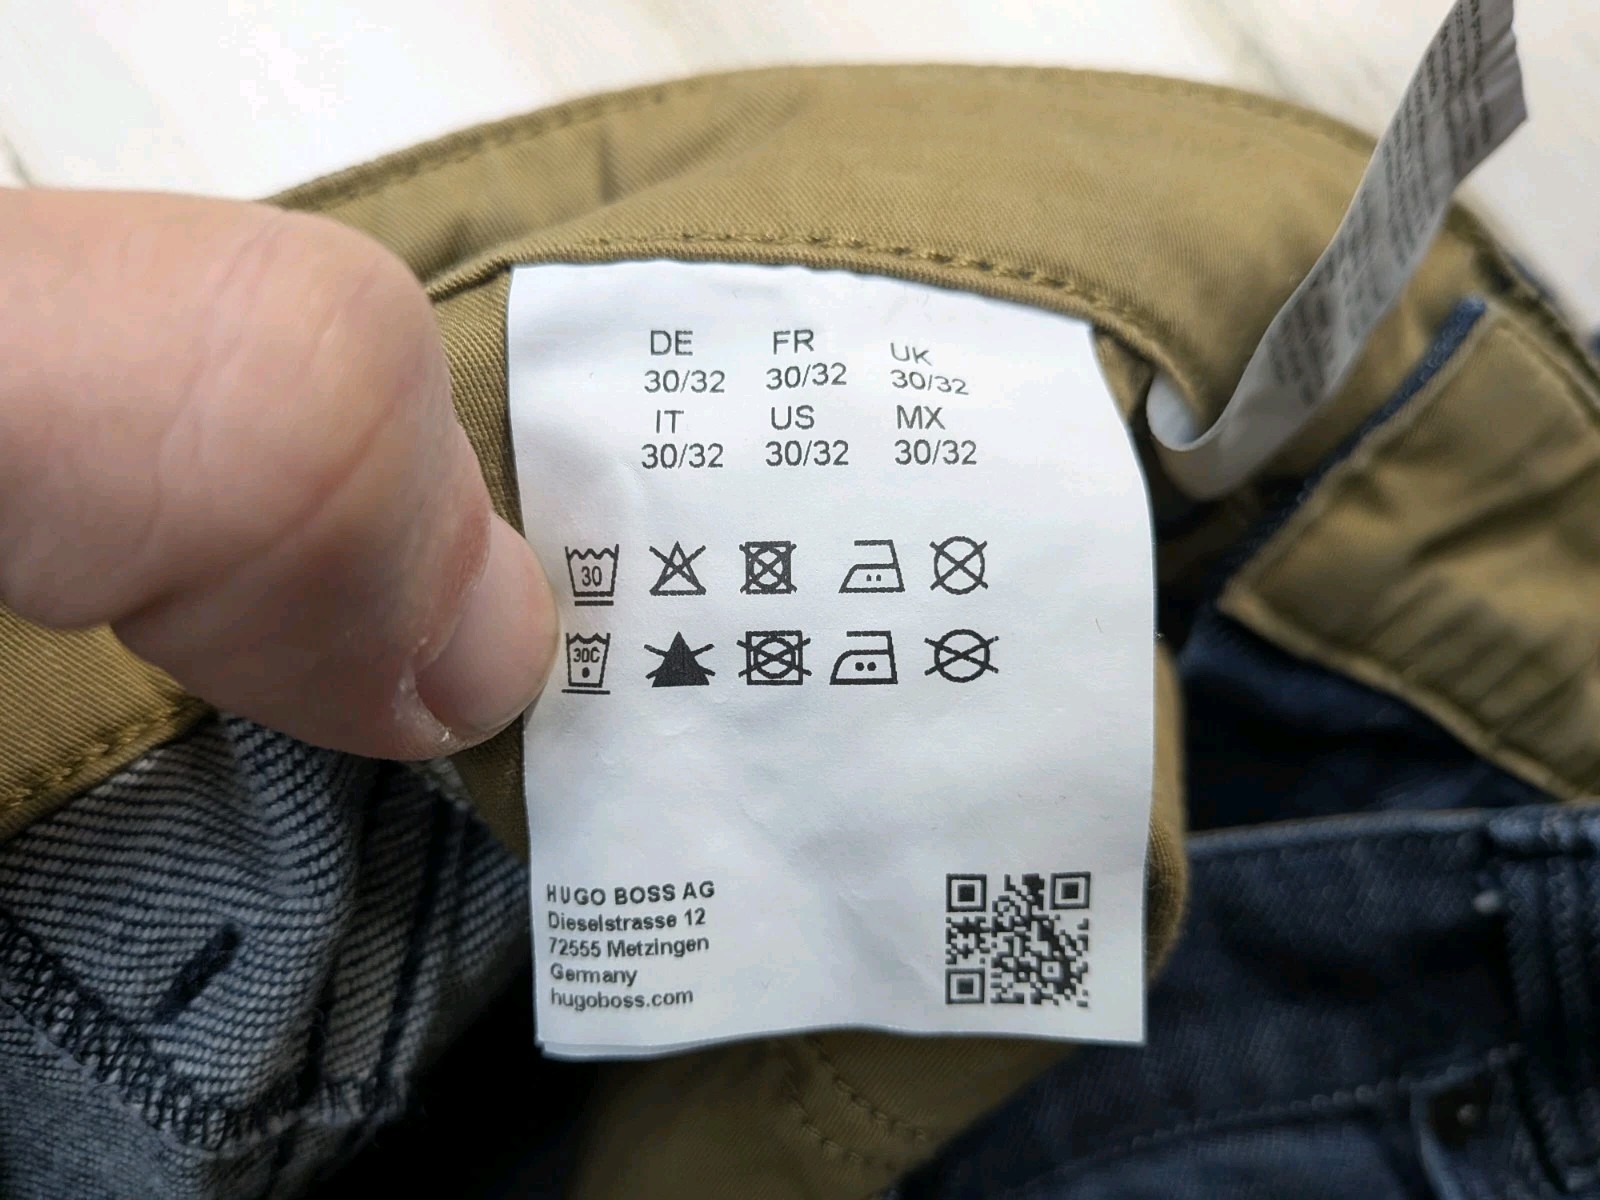 DE FR UK
30/32 30/32 30/32
IT US MX
30/32 30/32 30/32
30
30C
HUGO BOSS AG
Dieselstrasse 12
72555 Metzingen
Germany
hugoboss.com